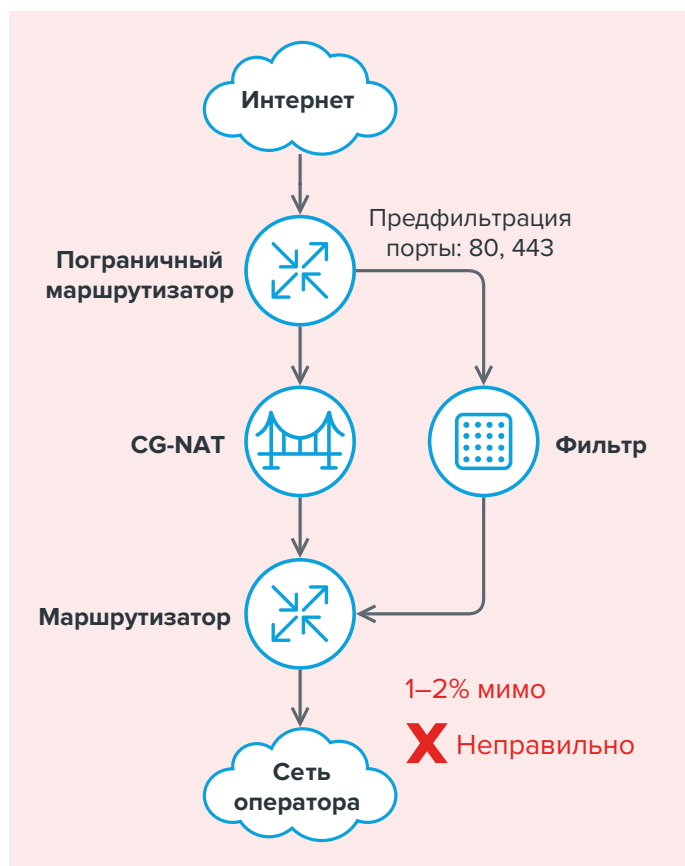 Интернет
Предфильтрация
порты: 80, 443
Пограничный
маршрутизатор
CG-NAT
Фильтр
Маршрутизатор
1–2% мимо
X Неправильно
Сеть
оператора